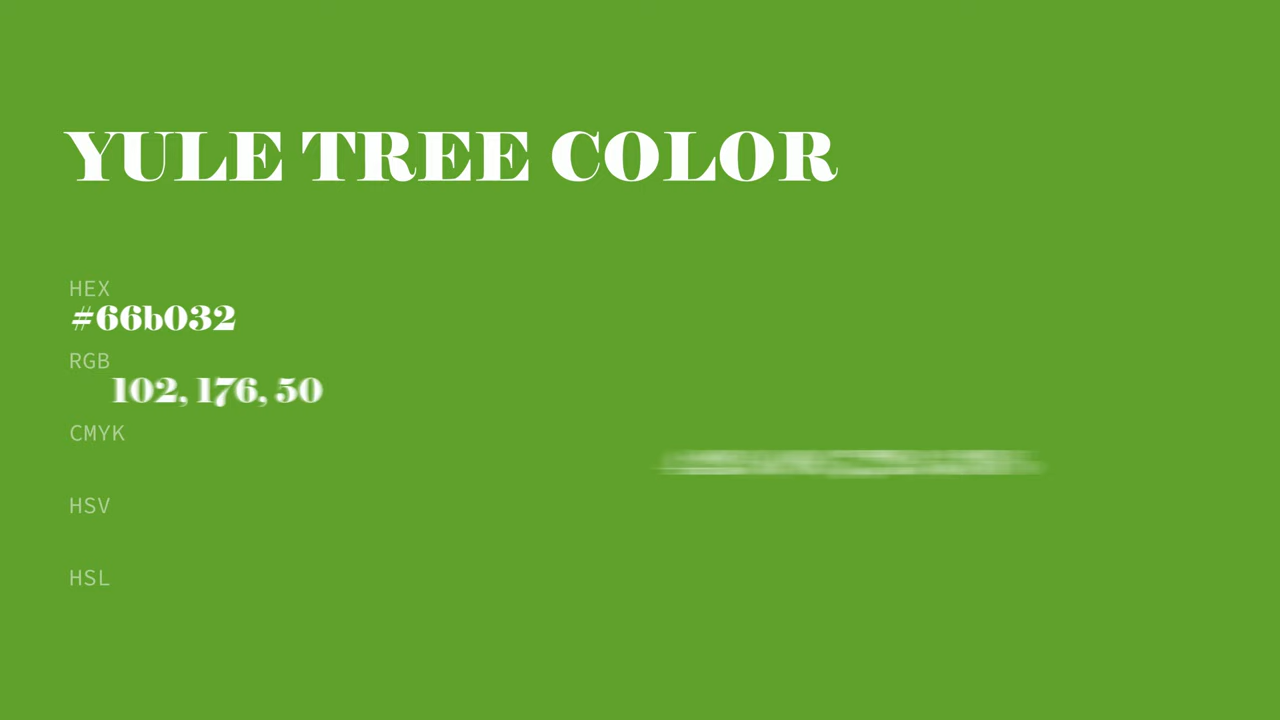 YULE TREE COLOR
HEX
#66b032
RGB
102, 176, 50
CMYK
HSV
HSL